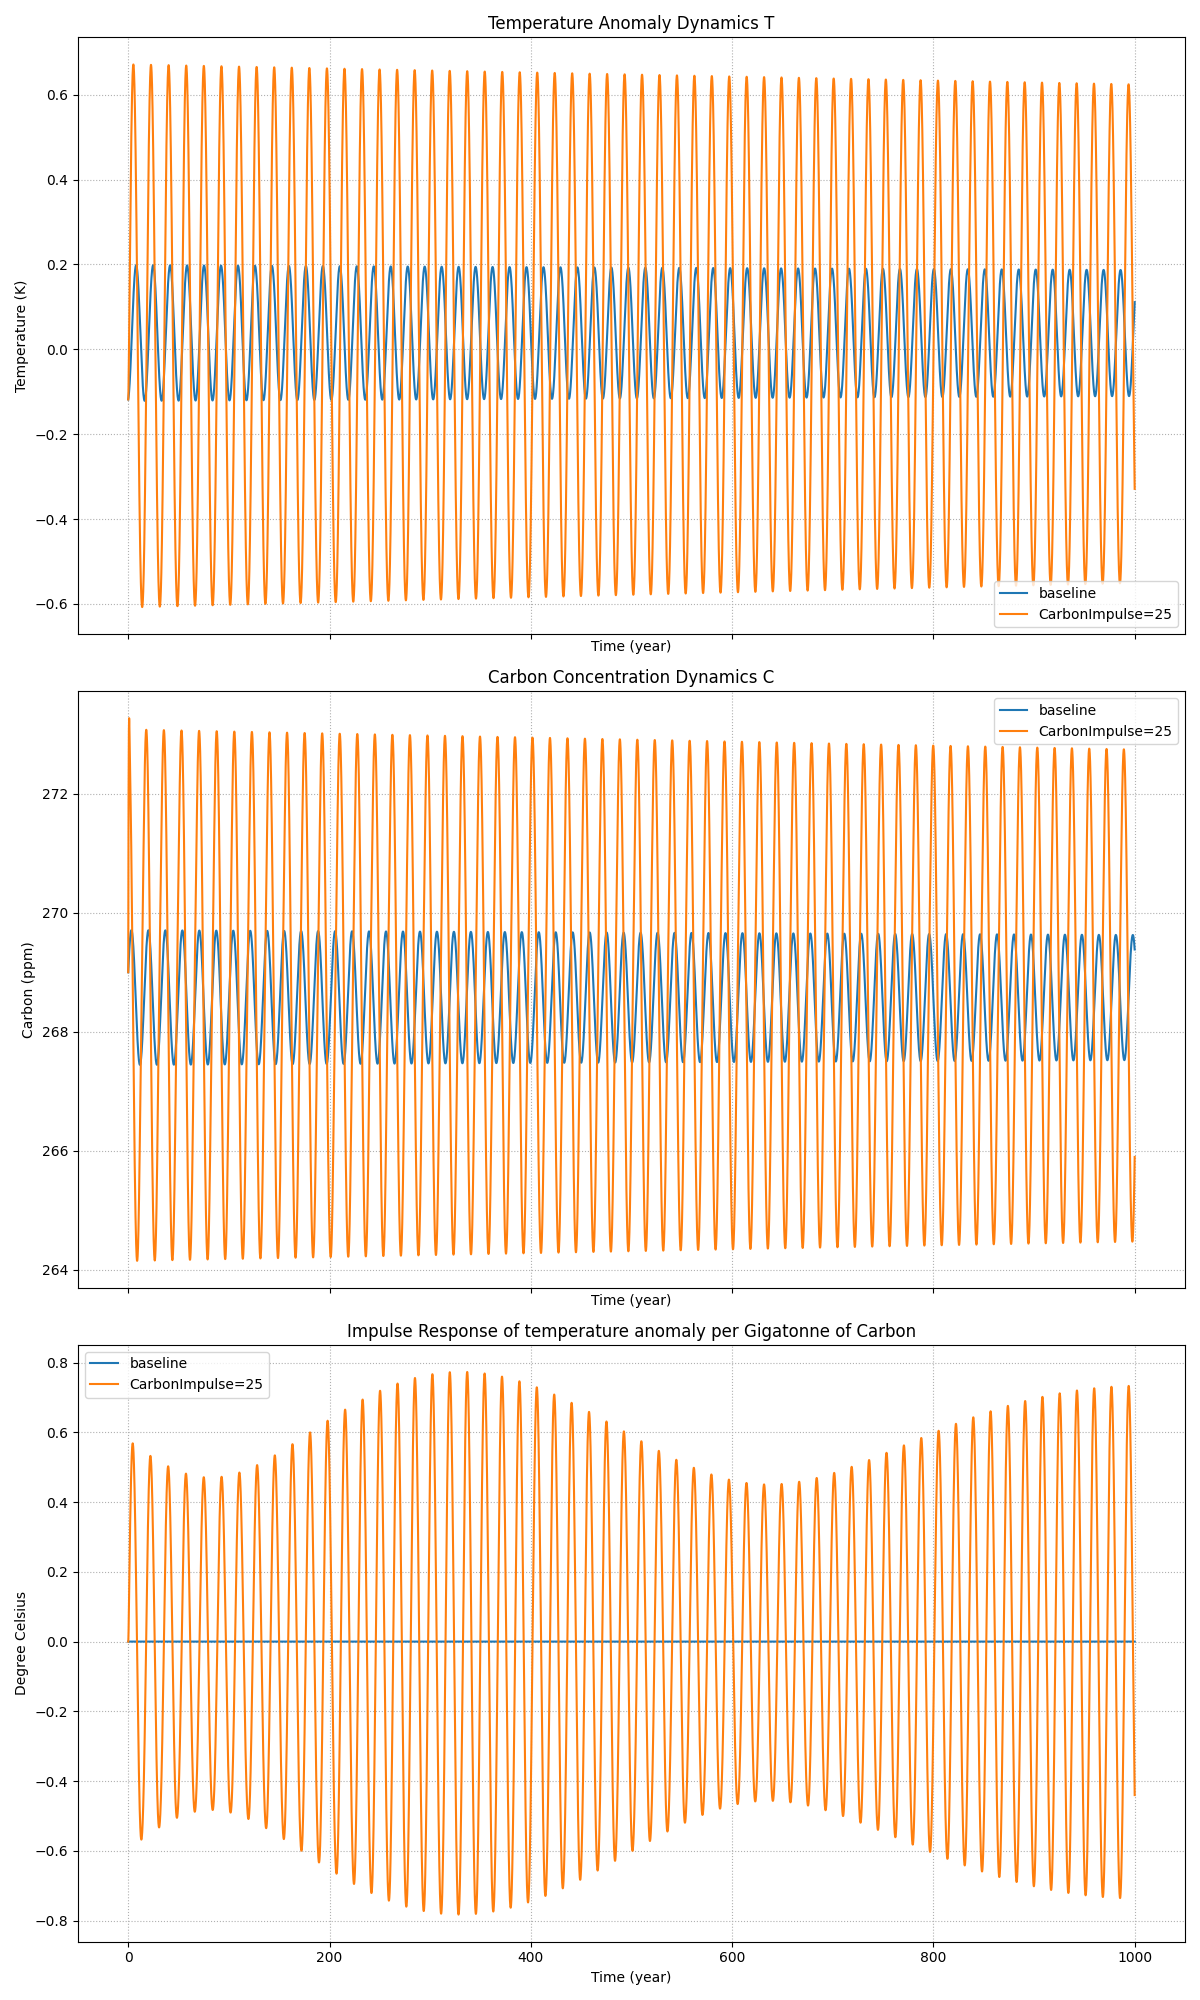 Temperature Anomaly Dynamics T
Temperature (K)
0.6
0.4
0.2
0.0
−0.2
−0.4
−0.6
baseline
CarbonImpulse=25
Time (year)
Carbon Concentration Dynamics C
Carbon (ppm)
272
270
268
266
264
baseline
CarbonImpulse=25
Time (year)
Impulse Response of temperature anomaly per Gigatonne of Carbon
Degree Celsius
0.8
0.6
0.4
0.2
0.0
−0.2
−0.4
−0.6
−0.8
baseline
CarbonImpulse=25
0 200 400 600 800 1000
Time (year)